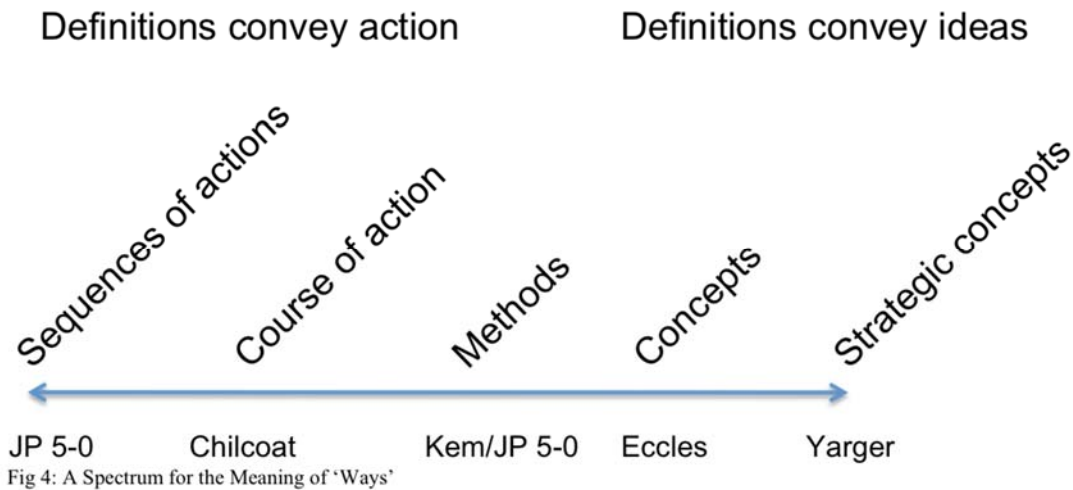 Definitions convey action
Definitions convey ideas
Sequences of actions
Course of action
Methods
Concepts
Strategic concepts
JP 5-0
Chilcoat
Kem/JP 5-0
Eccles
Yarger
Fig 4: A Spectrum for the Meaning of ‘Ways’